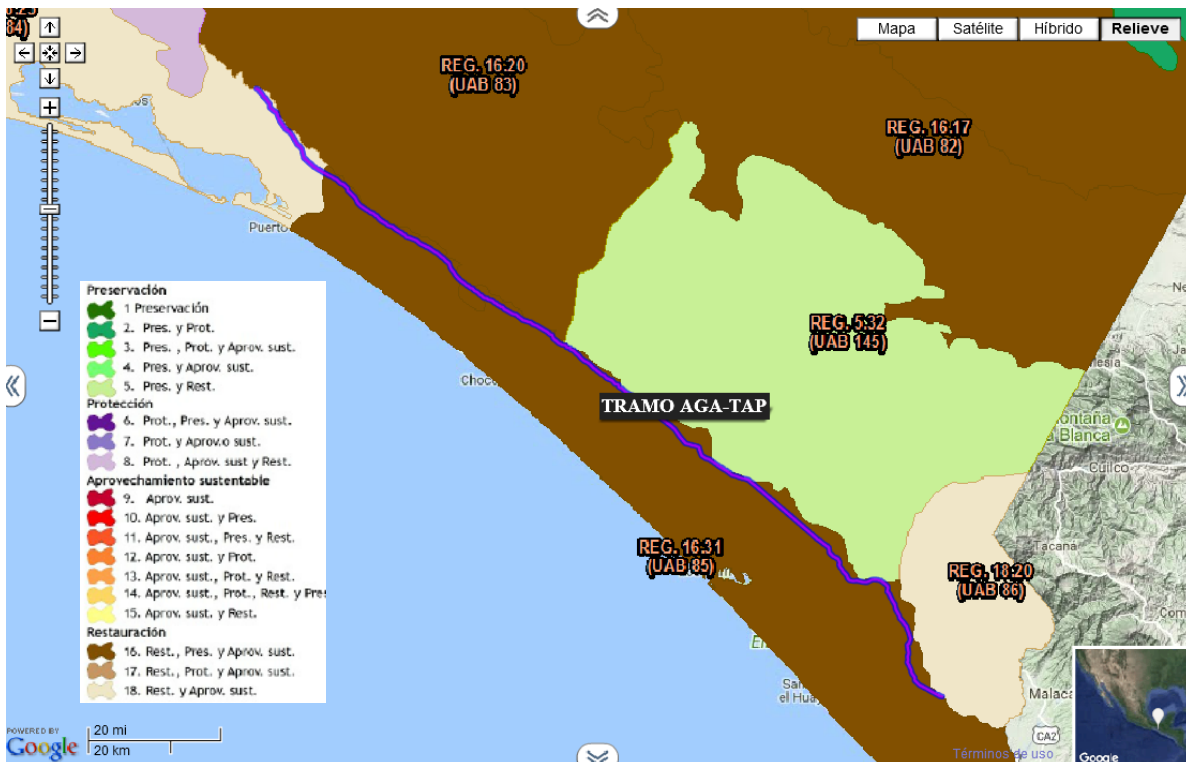 84)
Mapa
Satélite
Híbrido
Relieve
REG. 16:20
(UAB 83)
REG. 16:17
(UAB 82)
Puerto
REG. 5:32
(UAB 145)
TRAMO AGA-TAP
REG. 16:31
(UAB 85)
REG. 18:20
(UAB 86)
Cuilco
Tacaná
Malaca
CA2
San
el Hua
Preservación
1 Preservación
2. Pres. y Prot.
3. Pres. , Prot. y Aprov. sust.
4. Pres. y Aprov. sust.
5. Pres. y Rest.
Protección
6. Prot., Pres. y Aprov. sust.
7. Prot. y Aprov.o sust.
8. Prot. , Aprov. sust y Rest.
Aprovechamiento sustentable
9. Aprov. sust.
10. Aprov. sust. y Pres.
11. Aprov. sust., Pres. y Rest.
12. Aprov. sust. y Prot.
13. Aprov. sust., Prot. y Rest.
14. Aprov. sust., Prot., Rest. y Pres
15. Aprov. sust. y Rest.
Restauración
16. Rest., Pres. y Aprov. sust.
17. Rest., Prot. y Aprov. sust.
18. Rest. y Aprov. sust.
POWERED BY
Google
20 mi
20 km
Términos de uso
Google